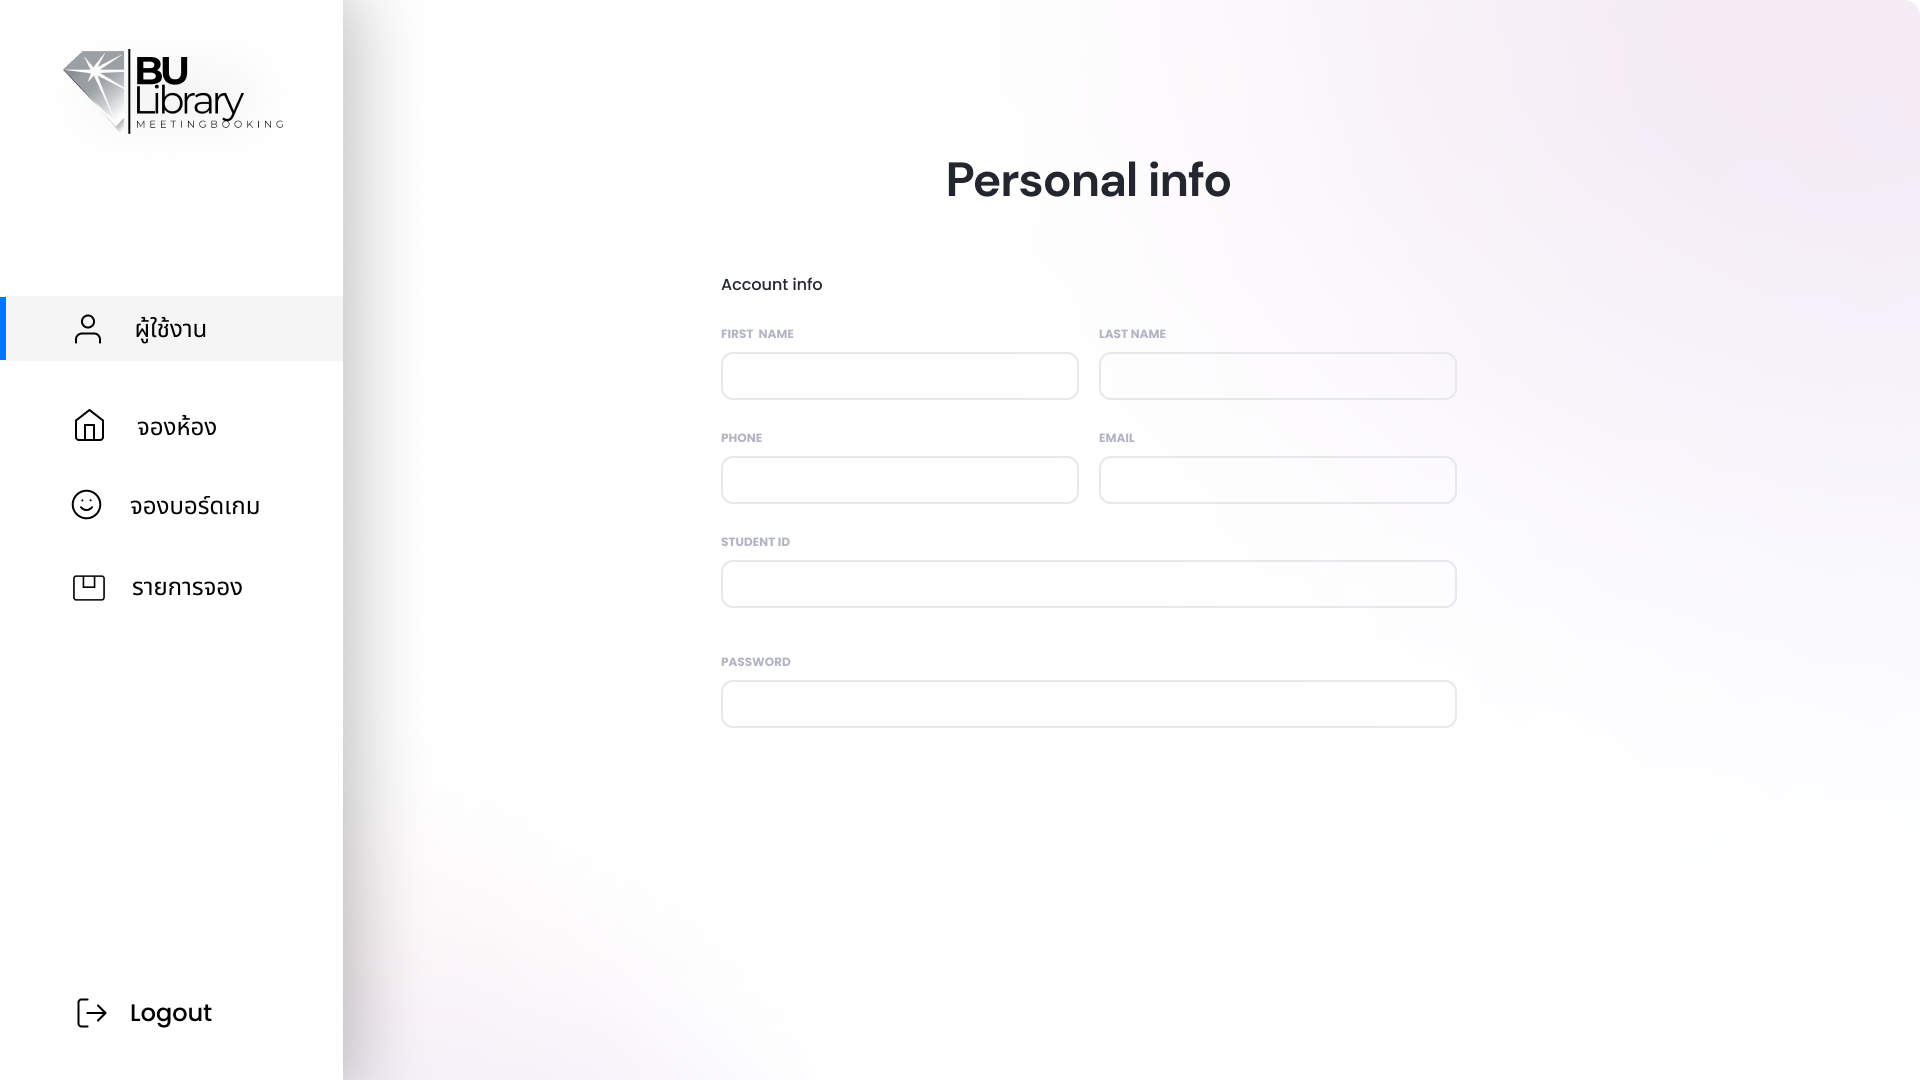 BU
Library
MEETINGBOOKING
ผู้ใช้งาน
จองห้อง
จองบอร์ดเกม
รายการจอง
Logout
Personal info
Account info
FIRST NAME
LAST NAME
PHONE
EMAIL
STUDENT ID
PASSWORD